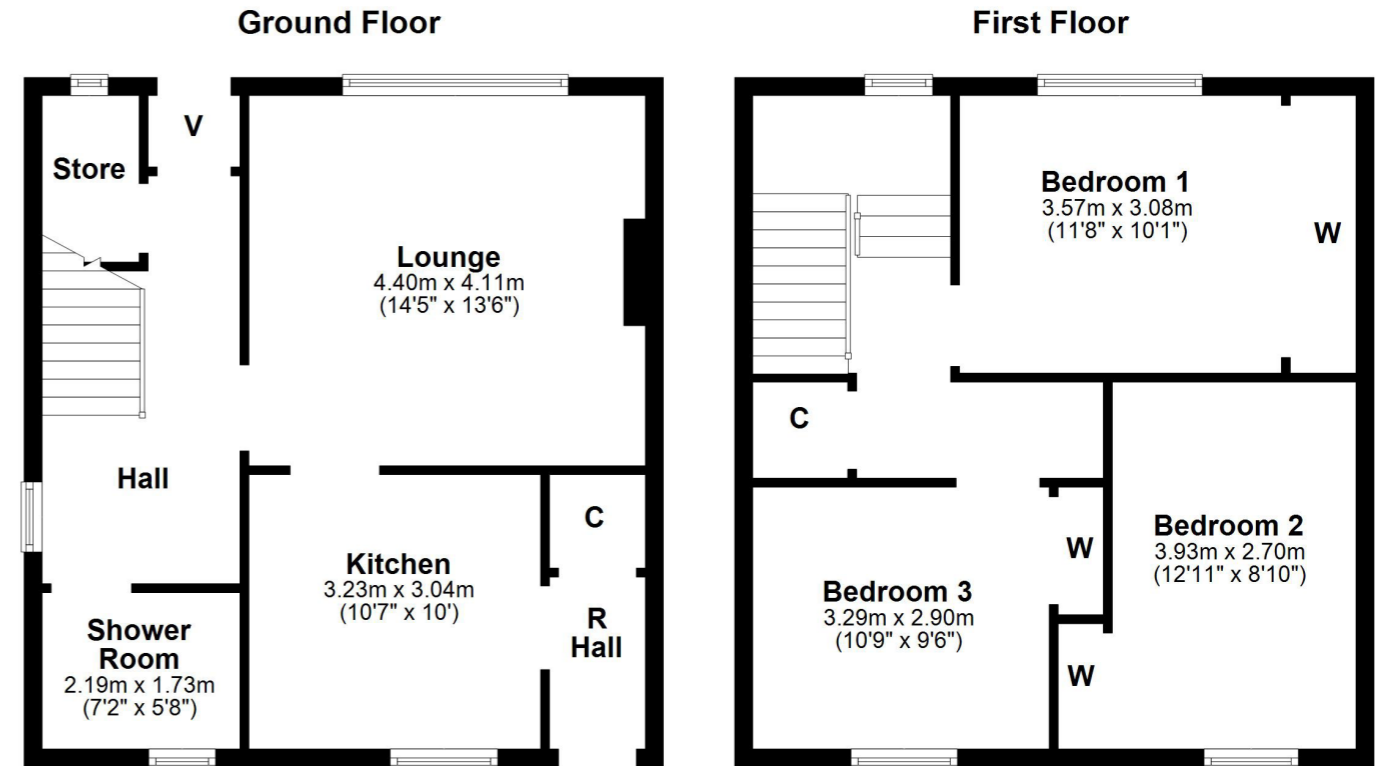 Ground Floor
First Floor
V
Store
Lounge
4.40m x 4.11m
(14'5" x 13'6")
Hall
Kitchen
3.23m x 3.04m
(10'7" x 10')
C
R
Hall
Shower
Room
2.19m x 1.73m
(7'2" x 5'8")
Bedroom 1
3.57m x 3.08m
(11'8" x 10'1")
W
C
Bedroom 2
3.93m x 2.70m
(12'11" x 8'10")
W
Bedroom 3
3.29m x 2.90m
(10'9" x 9'6")
W